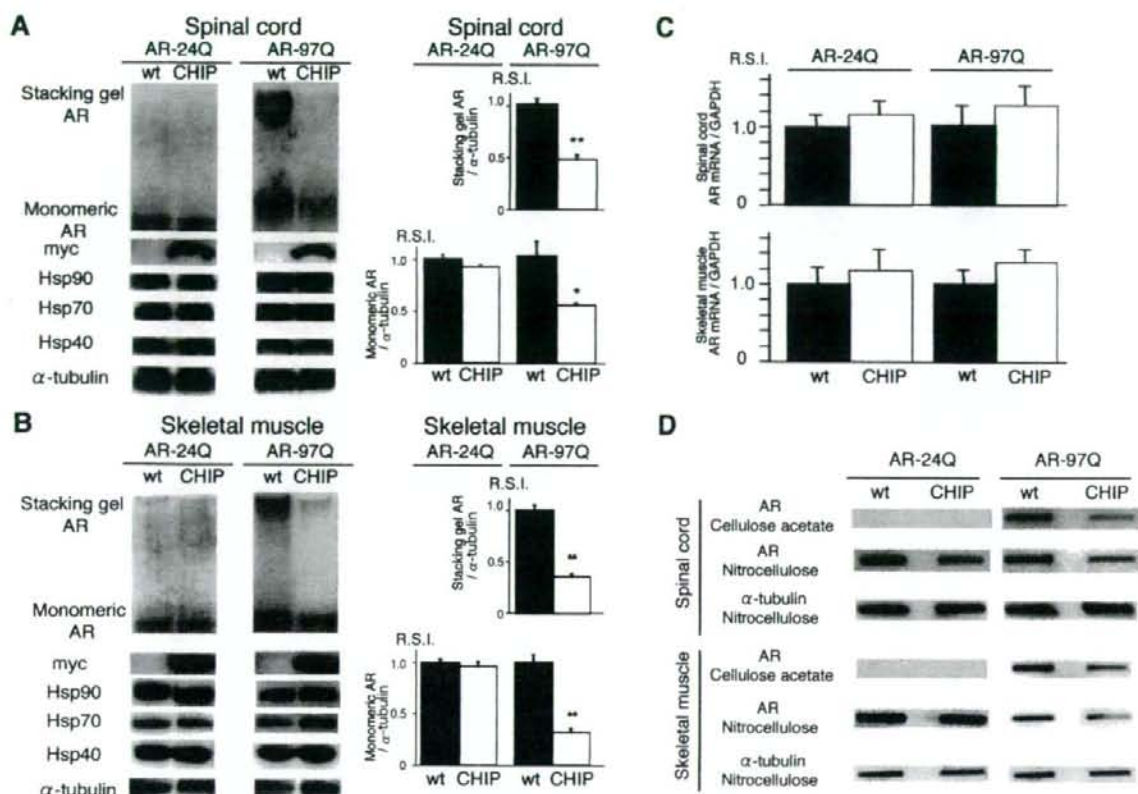 A
Spinal cord
AR-24Q AR-97Q
wt CHIP wt CHIP
Stacking gel
AR
Monomeric
AR
myc
Hsp90
Hsp70
Hsp40
α-tubulin
Spinal cord
AR-24Q AR-97Q
R.S.I.
1.0
0.5
0
Stacking gel AR
/ α-tubulin
**
R.S.I.
1.0
0.5
0
Monomeric AR
/ α-tubulin
*
wt CHIP wt CHIP
B
Skeletal muscle
AR-24Q AR-97Q
wt CHIP wt CHIP
Stacking gel
AR
Monomeric
AR
myc
Hsp90
Hsp70
Hsp40
α-tubulin
Skeletal muscle
AR-24Q AR-97Q
R.S.I.
1.0
0.5
0
Stacking gel AR
/ α-tubulin
**
R.S.I.
1.0
0.5
0
Monomeric AR
/ α-tubulin
**
wt CHIP wt CHIP
C
R.S.I.
AR-24Q AR-97Q
1.0
0
Spinal cord
AR mRNA / GAPDH
1.0
0
Skeletal muscle
AR mRNA / GAPDH
wt CHIP wt CHIP
D
AR-24Q AR-97Q
wt CHIP wt CHIP
Spinal cord
AR
Cellulose acetate
AR
Nitrocellulose
α-tubulin
Nitrocellulose
Skeletal muscle
AR
Cellulose acetate
AR
Nitrocellulose
α-tubulin
Nitrocellulose